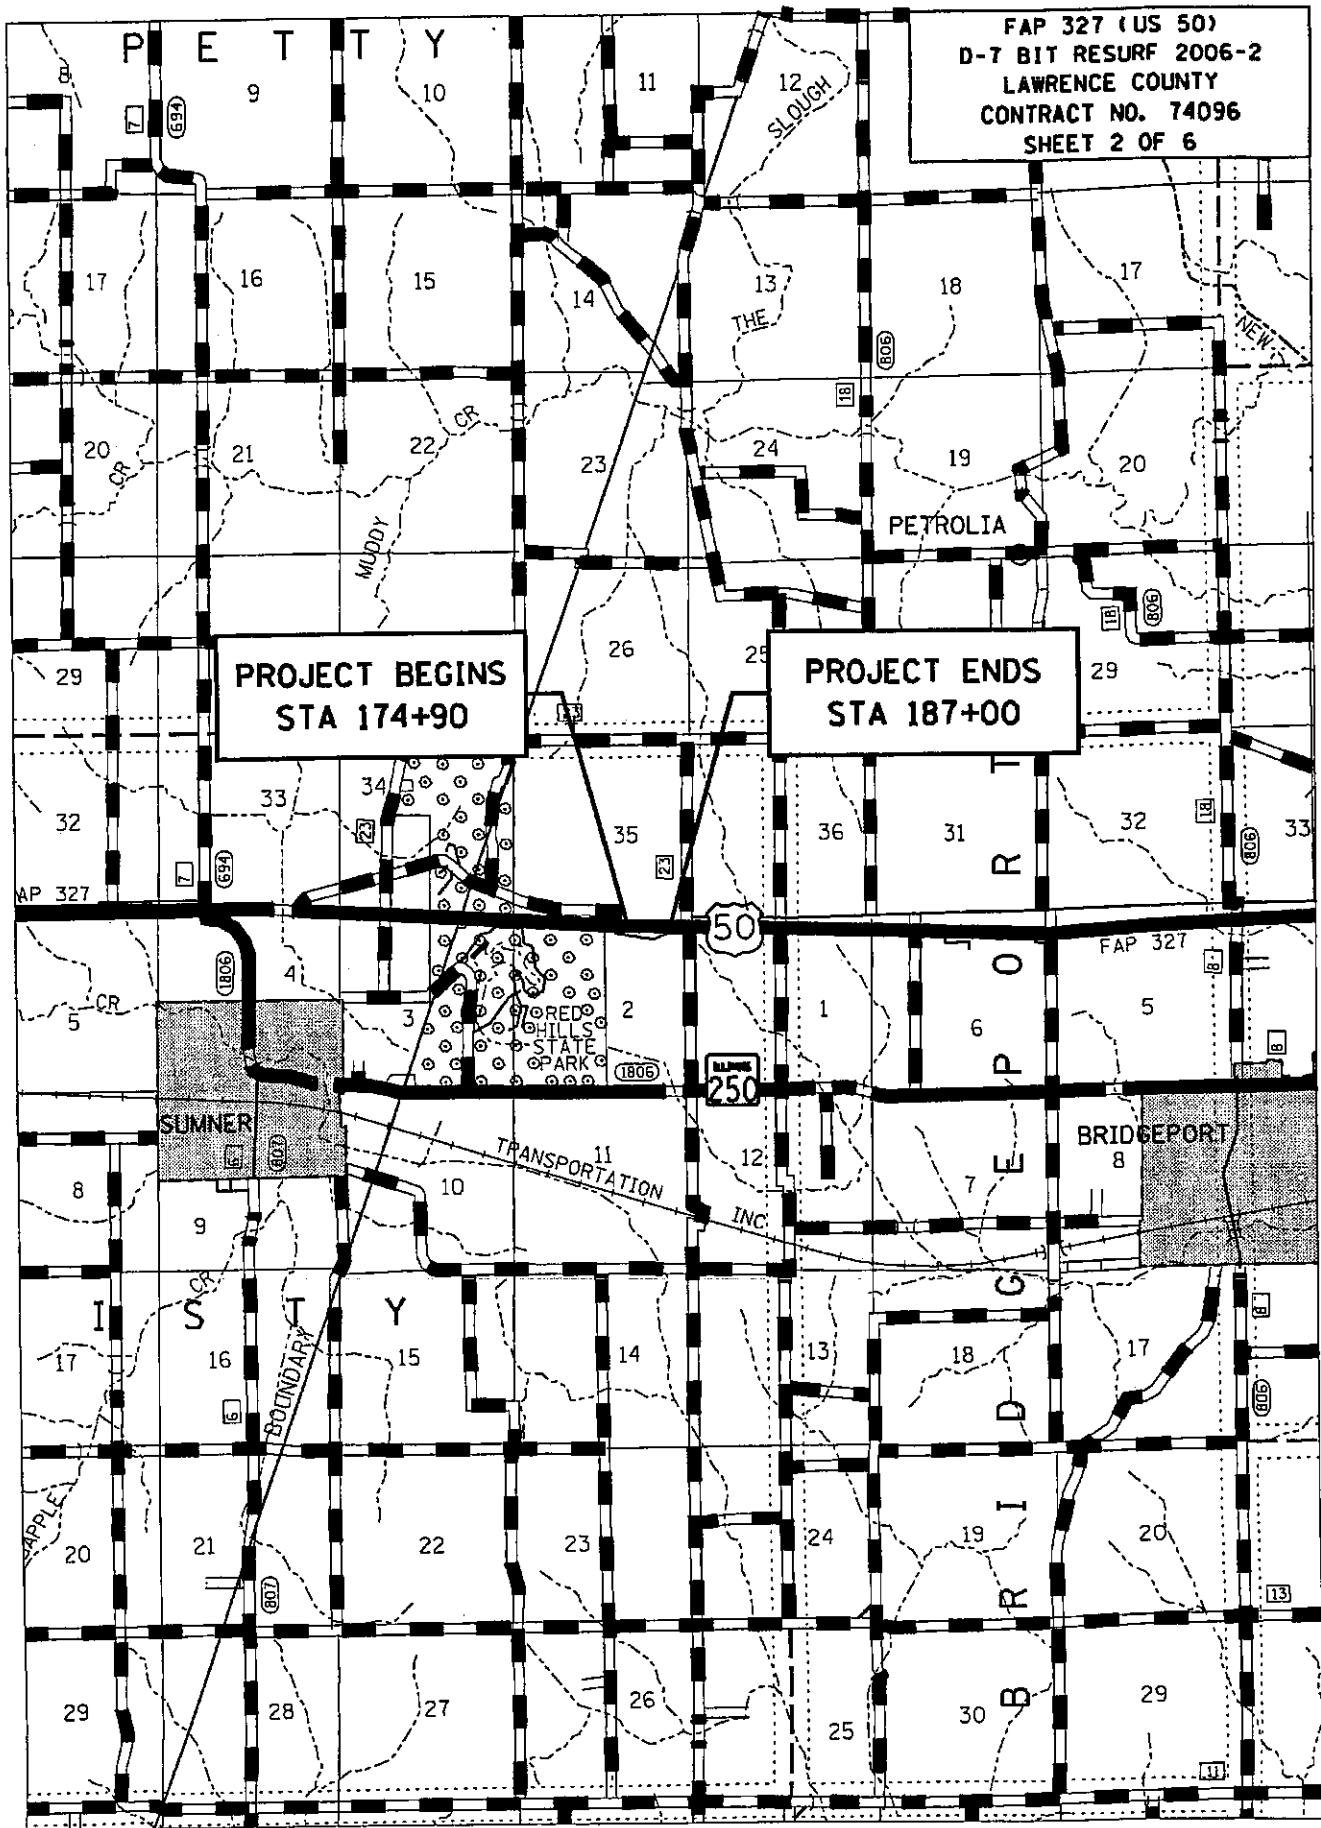 FAP 327 (US 50)
D-7 BIT RESURF 2006-2
LAWRENCE COUNTY
CONTRACT NO. 74096
SHEET 2 OF 6
PETTY
8 9 10 11 12
7 694
SLOUGH
17 16 15 14 13 18 17
THE
NEW
806
18
CR
20 21 22 23 24 19 20
CR
MUDDY
PETROLIA
18 806
29 26 25 29
PROJECT BEGINS
STA 174+90
PROJECT ENDS
STA 187+00
33 34 35 36 31 32 33
32
23 23 18 806
7 694
AP 327
50
FAP 327
1806
5 4 3 2 1 6 5
CR
8
RED
HILLS
STATE
PARK
1806
ILLINOIS
250
8
SUMNER
BRIDGEPORT
6 807
TRANSPORTATION
INC
8 9 10 11 12 7 8
CR
ISTY
BRIDGEPORT
8
17 16 15 14 13 18 17
6
BOUNDARY
806
20 21 22 23 24 19 20
807
13
29 28 27 26 25 30 29
11